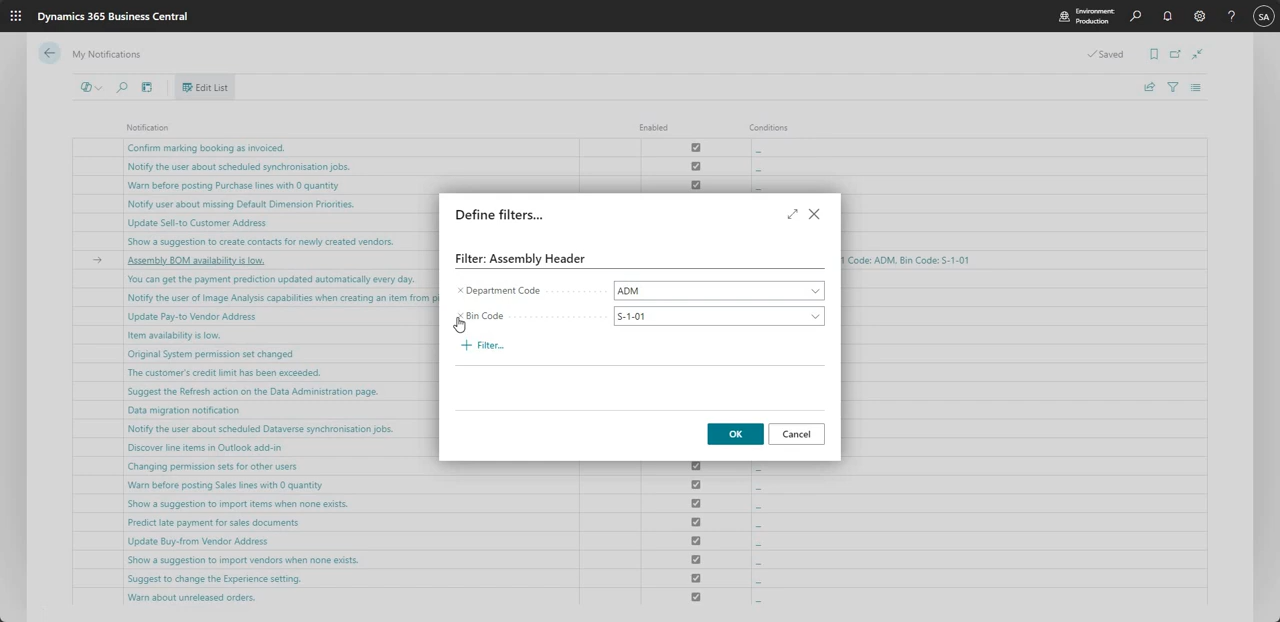 Dynamics 365 Business Central
Environment:
Production
?
SA
My Notifications
Saved
Edit List
Notification Enabled Conditions
Confirm marking booking as invoiced. _
Notify the user about scheduled synchronisation jobs. _
Warn before posting Purchase lines with 0 quantity _
Notify user about missing Default Dimension Priorities.
Update Sell-to Customer Address
Show a suggestion to create contacts for newly created vendors.
Assembly BOM availability is low. 1 Code: ADM, Bin Code: S-1-01
You can get the payment prediction updated automatically every day.
Notify the user of Image Analysis capabilities when creating an item from p
Update Pay-to Vendor Address
Item availability is low.
Original System permission set changed
The customer's credit limit has been exceeded.
Suggest the Refresh action on the Data Administration page.
Data migration notification
Notify the user about scheduled Dataverse synchronisation jobs.
Discover line items in Outlook add-in
Changing permission sets for other users _
Warn before posting Sales lines with 0 quantity _
Show a suggestion to import items when none exists. _
Predict late payment for sales documents _
Update Buy-from Vendor Address _
Show a suggestion to import vendors when none exists. _
Suggest to change the Experience setting. _
Warn about unreleased orders. _
Define filters...
Filter: Assembly Header
× Department Code ADM
× Bin Code S-1-01
+ Filter...
OK Cancel